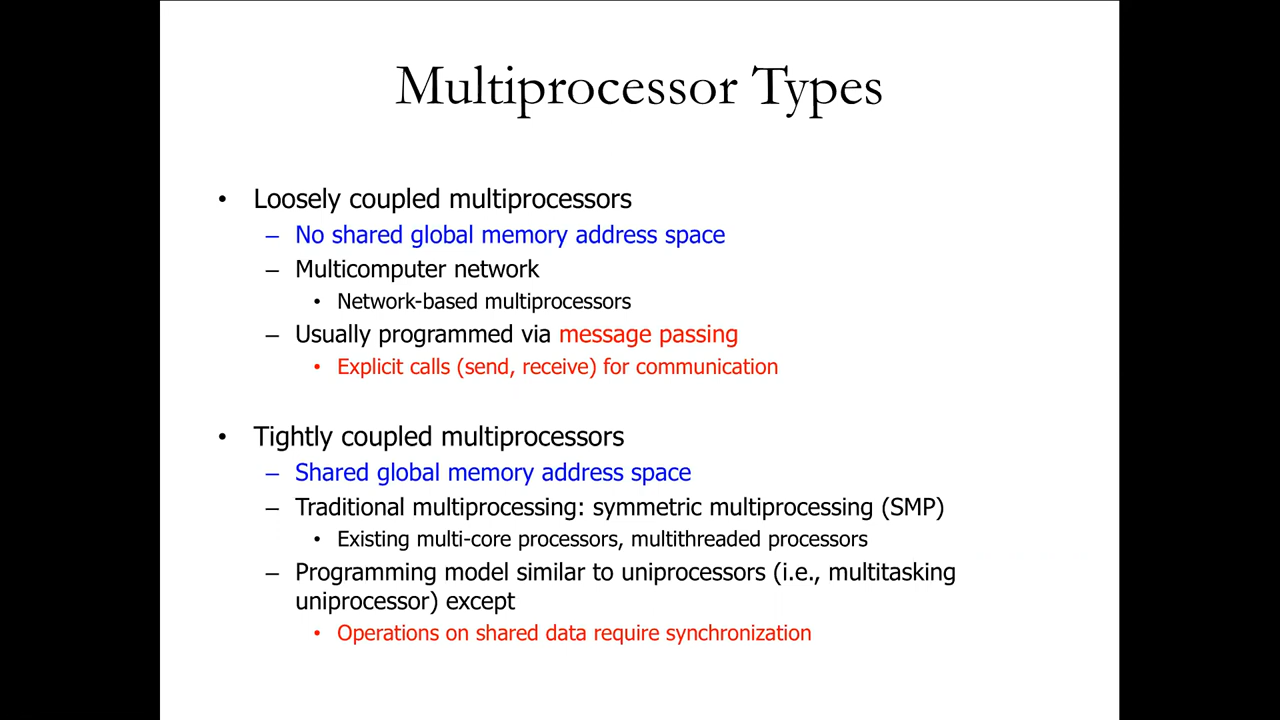 Multiprocessor Types
• Loosely coupled multiprocessors
– No shared global memory address space
– Multicomputer network
• Network-based multiprocessors
– Usually programmed via message passing
• Explicit calls (send, receive) for communication
• Tightly coupled multiprocessors
– Shared global memory address space
– Traditional multiprocessing: symmetric multiprocessing (SMP)
• Existing multi-core processors, multithreaded processors
– Programming model similar to uniprocessors (i.e., multitasking
uniprocessor) except
• Operations on shared data require synchronization